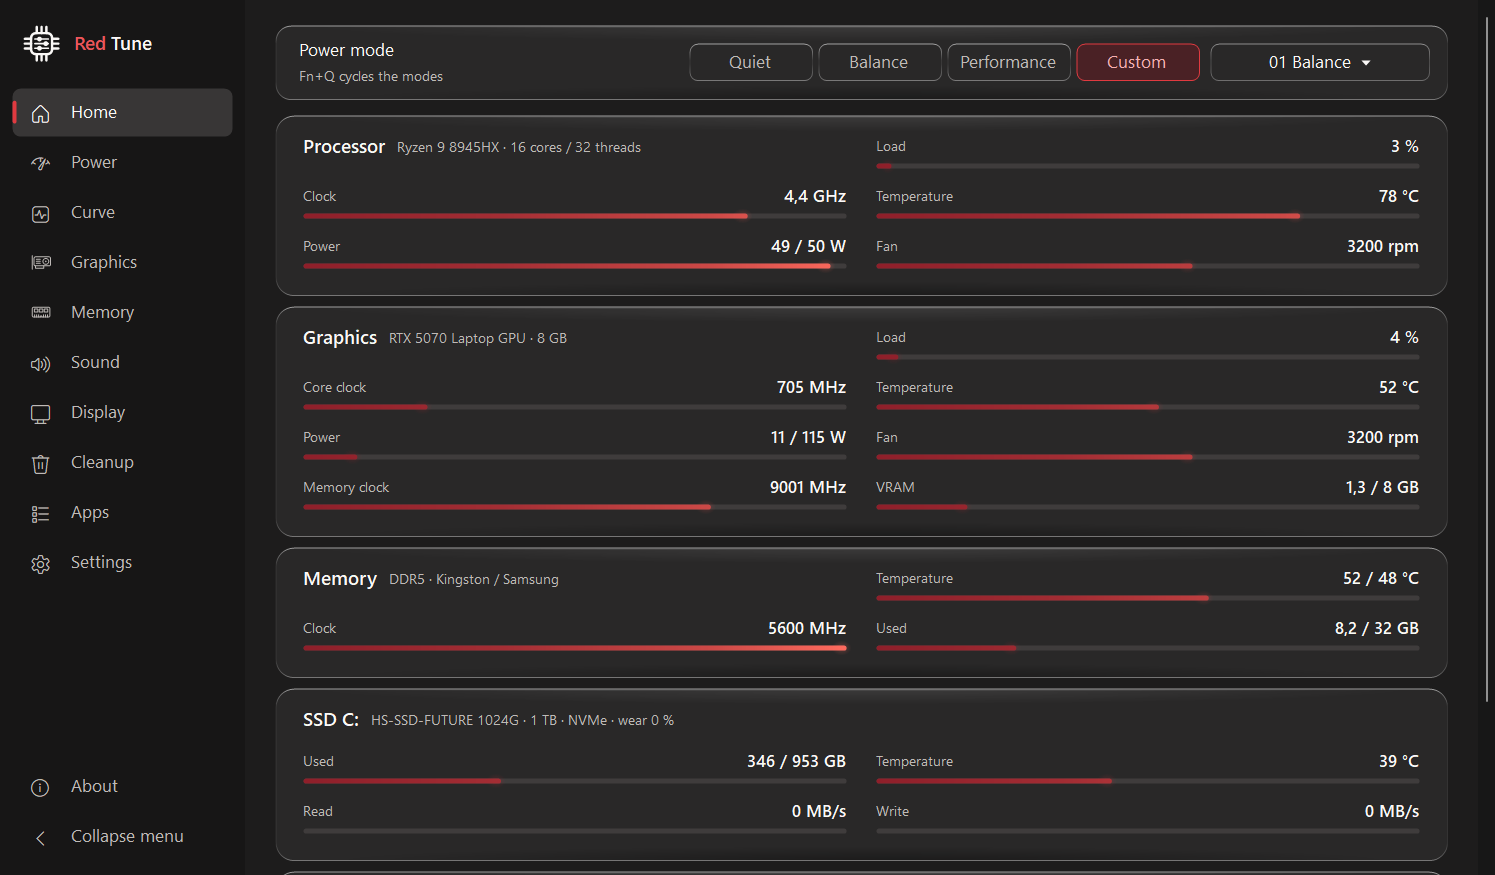 Red Tune
Home
Power
Curve
Graphics
Memory
Sound
Display
Cleanup
Apps
Settings
About
Collapse menu
Power mode
Fn+Q cycles the modes
Quiet
Balance
Performance
Custom
01 Balance
Processor Ryzen 9 8945HX · 16 cores / 32 threads
Load 3 %
Clock 4,4 GHz
Temperature 78 °C
Power 49 / 50 W
Fan 3200 rpm
Graphics RTX 5070 Laptop GPU · 8 GB
Load 4 %
Core clock 705 MHz
Temperature 52 °C
Power 11 / 115 W
Fan 3200 rpm
Memory clock 9001 MHz
VRAM 1,3 / 8 GB
Memory DDR5 · Kingston / Samsung
Temperature 52 / 48 °C
Clock 5600 MHz
Used 8,2 / 32 GB
SSD C: HS-SSD-FUTURE 1024G · 1 TB · NVMe · wear 0 %
Used 346 / 953 GB
Temperature 39 °C
Read 0 MB/s
Write 0 MB/s